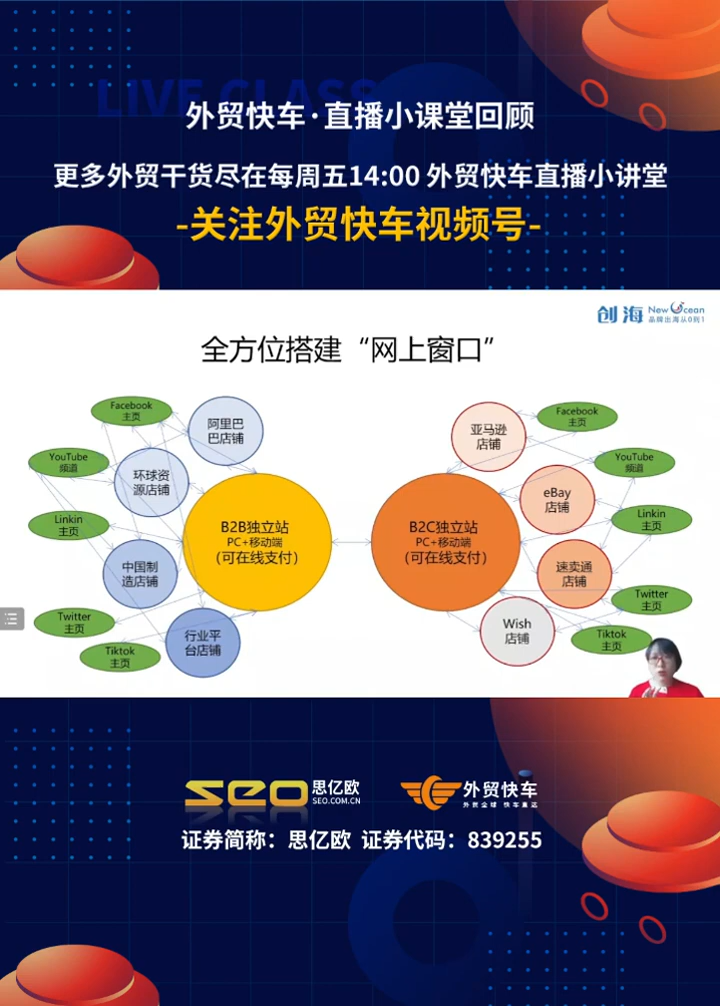 LIVE CLASS
外贸快车·直播小课堂回顾
更多外贸干货尽在每周五14:00 外贸快车直播小讲堂
-关注外贸快车视频号-
创海 New Ocean
品牌出海从0到1
全方位搭建“网上窗口”
Facebook
主页
阿里巴
巴店铺
YouTube
频道
环球资
源店铺
Linkin
主页
中国制
造店铺
Twitter
主页
Tiktok
主页
行业平
台店铺
B2B独立站
PC+移动端
（可在线支付）
B2C独立站
PC+移动端
（可在线支付）
亚马逊
店铺
Facebook
主页
YouTube
频道
eBay
店铺
Linkin
主页
速卖通
店铺
Twitter
主页
Wish
店铺
Tiktok
主页
SEO 思亿欧
SEO.COM.CN
外贸快车
外贸全球 快车直达
证券简称：思亿欧 证券代码：839255